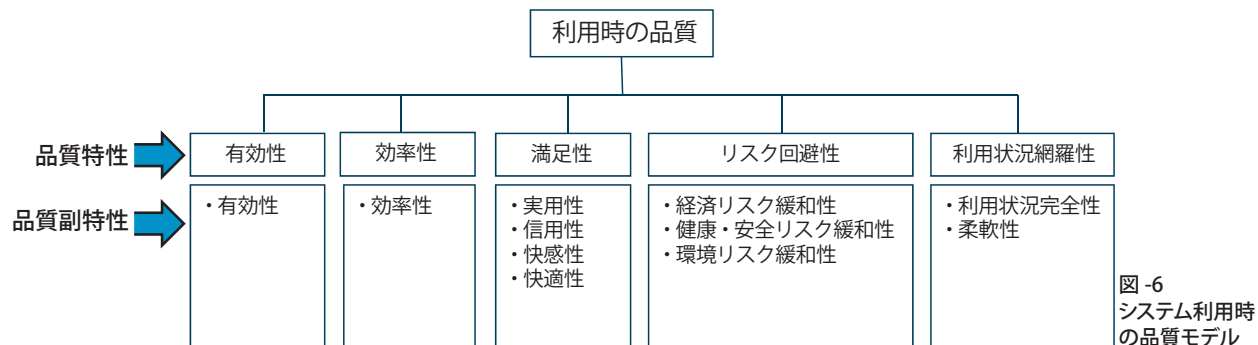 利用時の品質
品質特性
有効性
効率性
満足性
リスク回避性
利用状況網羅性
品質副特性
・有効性
・効率性
・実用性
・信用性
・快感性
・快適性
・経済リスク緩和性
・健康・安全リスク緩和性
・環境リスク緩和性
・利用状況完全性
・柔軟性
図-6
システム利用時
の品質モデル